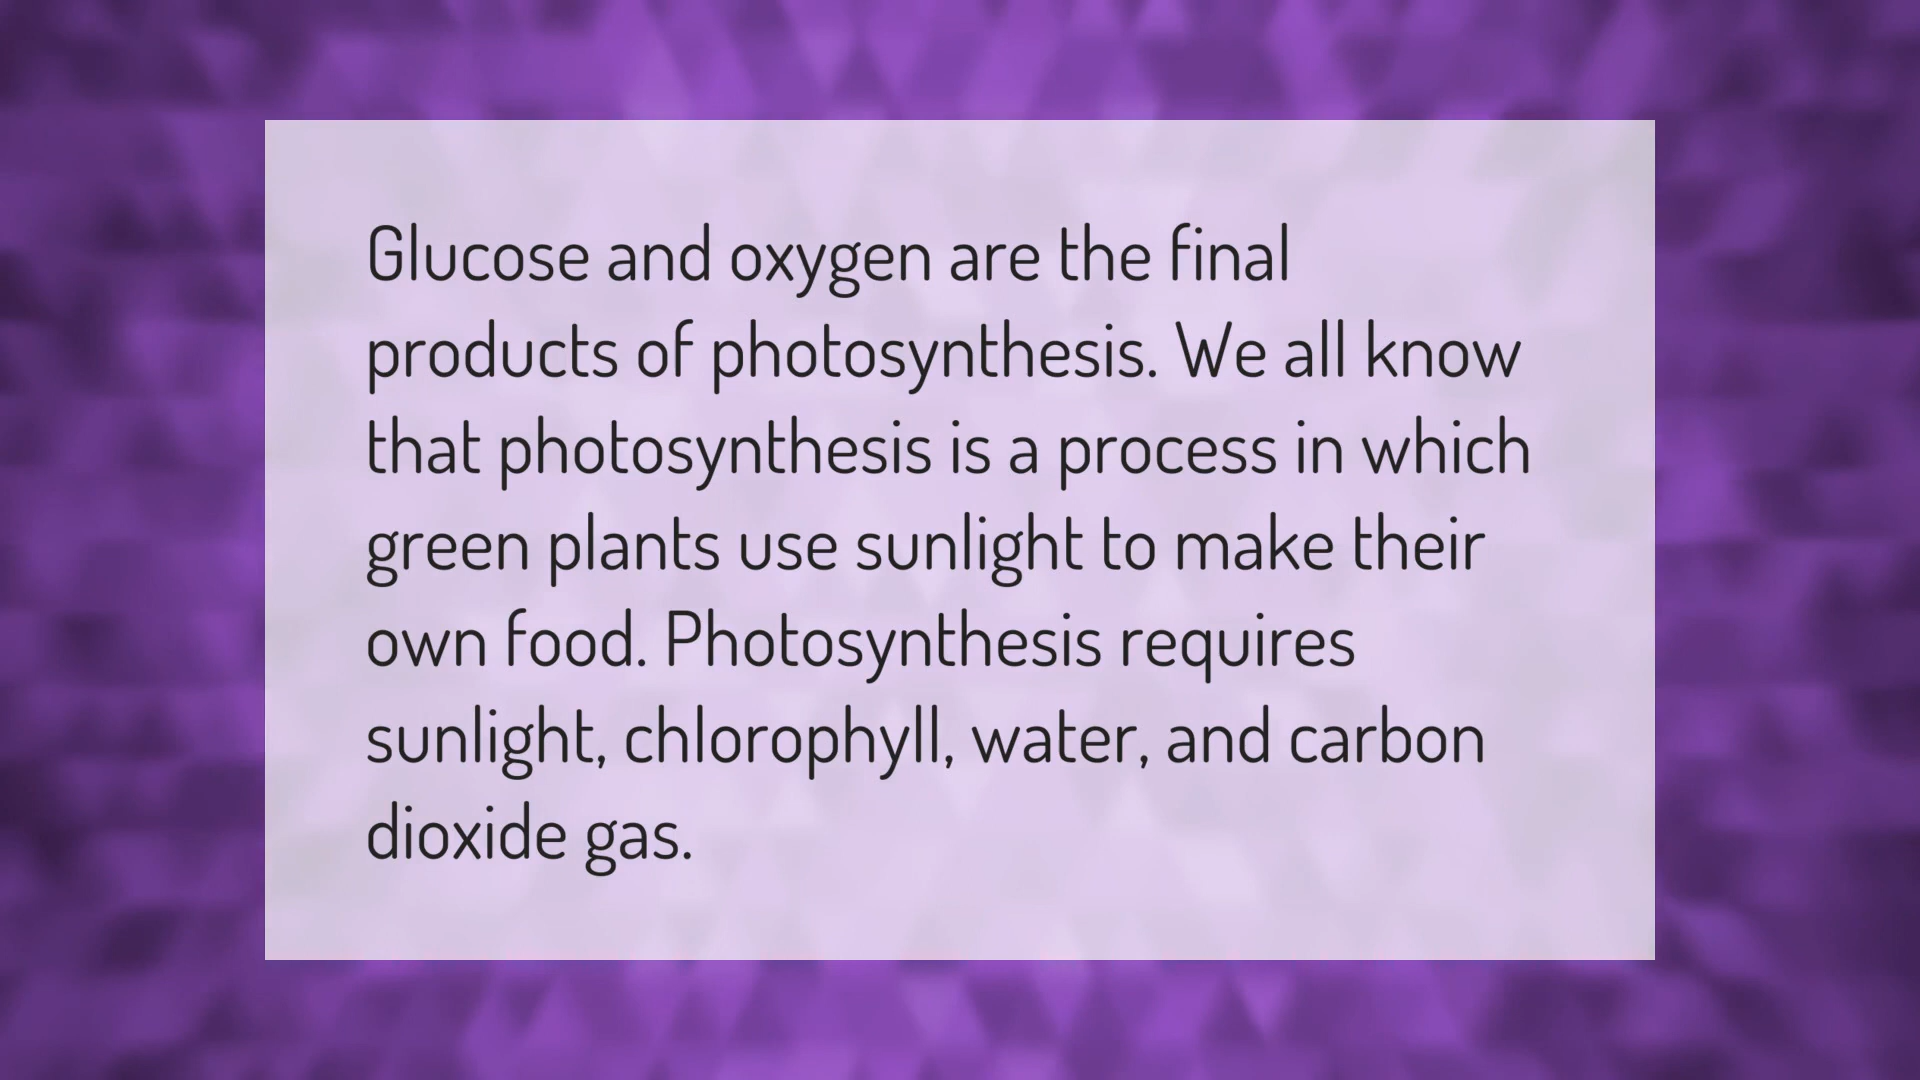 Glucose and oxygen are the final
products of photosynthesis. We all know
that photosynthesis is a process in which
green plants use sunlight to make their
own food. Photosynthesis requires
sunlight, chlorophyll, water, and carbon
dioxide gas.